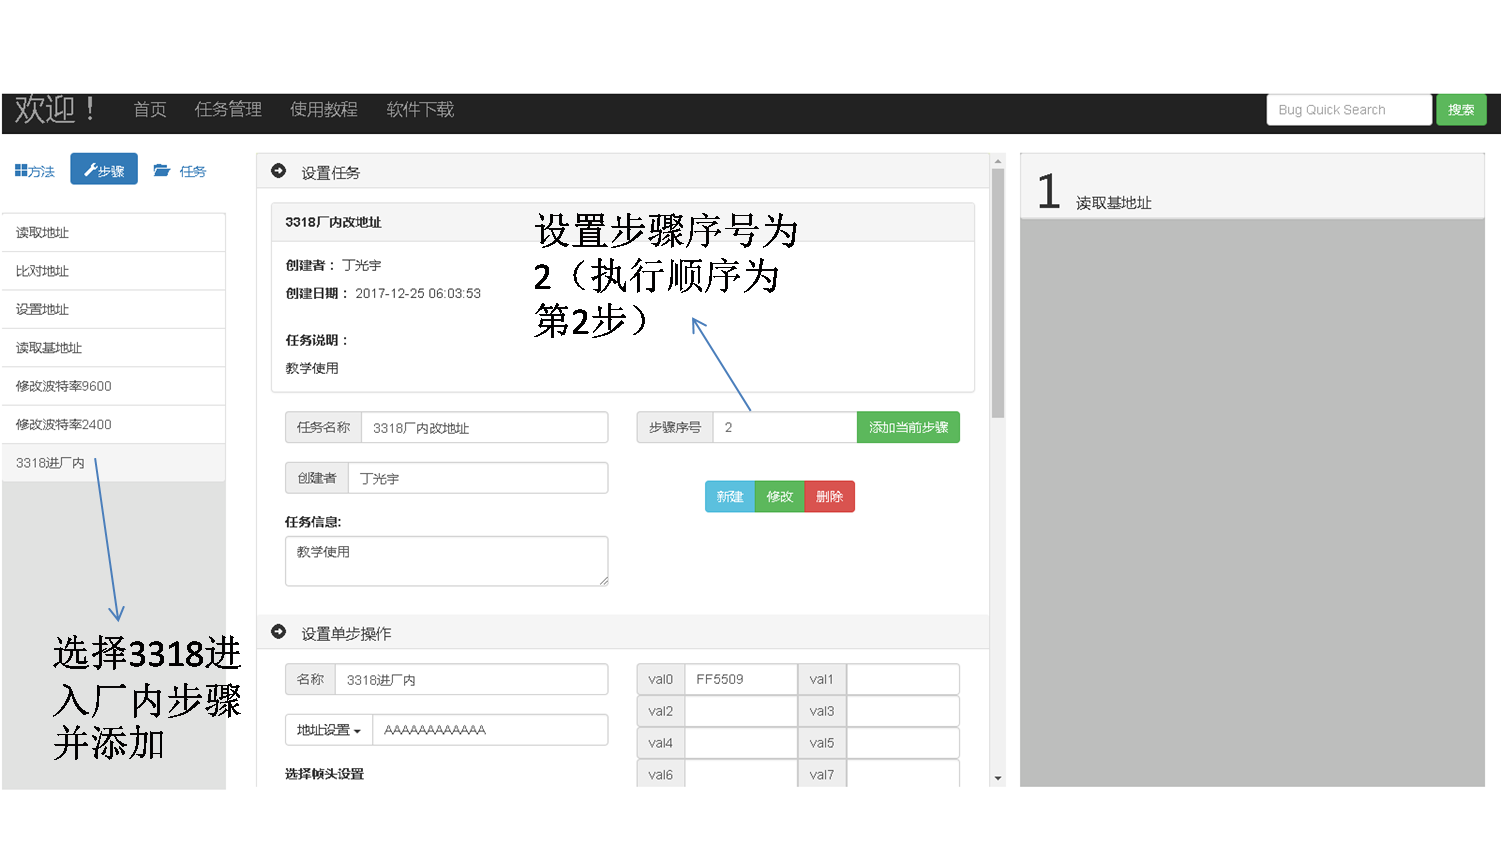 欢迎！ 首页 任务管理 使用教程 软件下载 Bug Quick Search 搜索
方法 步骤 任务
读取地址
比对地址
设置地址
读取基地址
修改波特率9600
修改波特率2400
3318进厂内
选择3318进
入厂内步骤
并添加
设置任务
3318厂内改地址
创建者： 丁光宇
创建日期： 2017-12-25 06:03:53
任务说明：
教学使用
设置步骤序号为
2（执行顺序为
第2步）
任务名称 3318厂内改地址
步骤序号 2 添加当前步骤
创建者 丁光宇
新建 修改 删除
任务信息:
教学使用
设置单步操作
名称 3318进厂内
地址设置 AAAAAAAAAAAA
选择帧头设置
val0 FF5509 val1
val2 val3
val4 val5
val6 val7
1 读取基地址